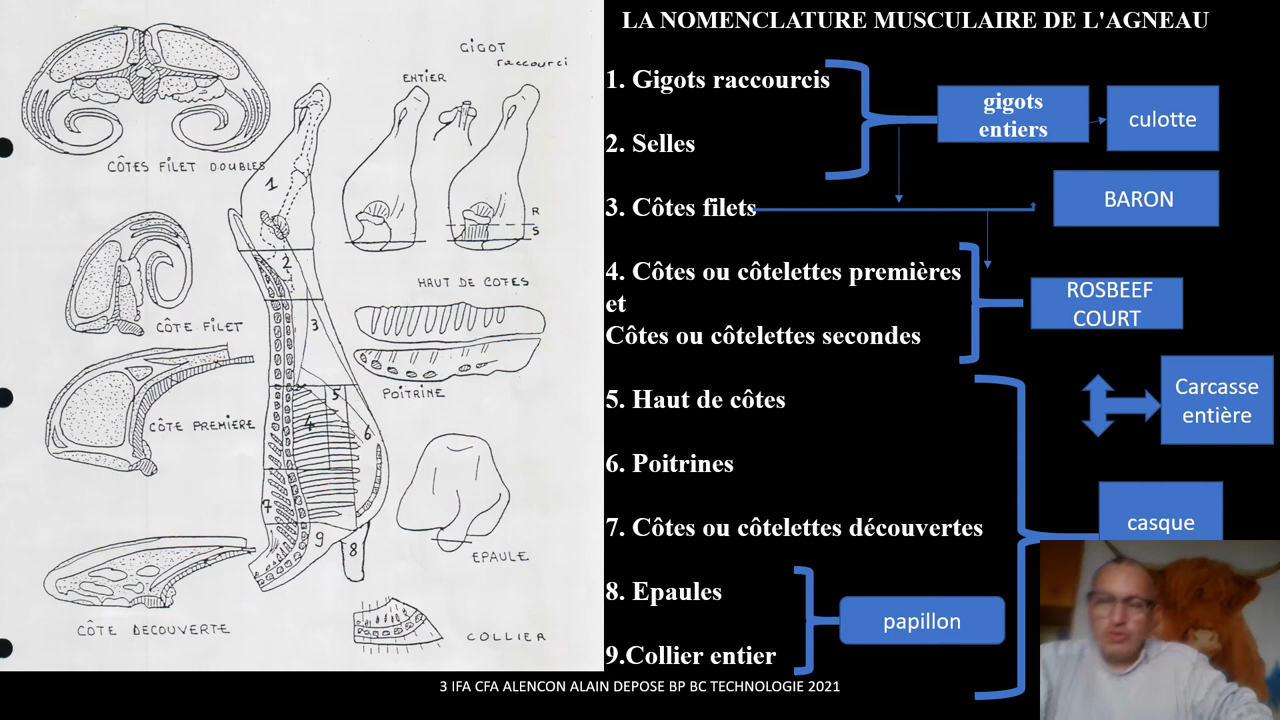 LA NOMENCLATURE MUSCULAIRE DE L'AGNEAU
GIGOT
raccourci
ENTIER
CÔTES FILET DOUBLES
1
R
S
2
HAUT DE COTES
CÔTE FILET
3
POITRINE
5
4
6
CÔTE PREMIERE
7
9
8
EPAULE
CÔTE DECOUVERTE
COLLIER
1. Gigots raccourcis
gigots
entiers
culotte
2. Selles
BARON
3. Côtes filets
4. Côtes ou côtelettes premières
et
Côtes ou côtelettes secondes
ROSBEEF
COURT
Carcasse
entière
5. Haut de côtes
6. Poitrines
7. Côtes ou côtelettes découvertes
casque
8. Epaules
papillon
9.Collier entier
3 IFA CFA ALENCON ALAIN DEPOSE BP BC TECHNOLOGIE 2021